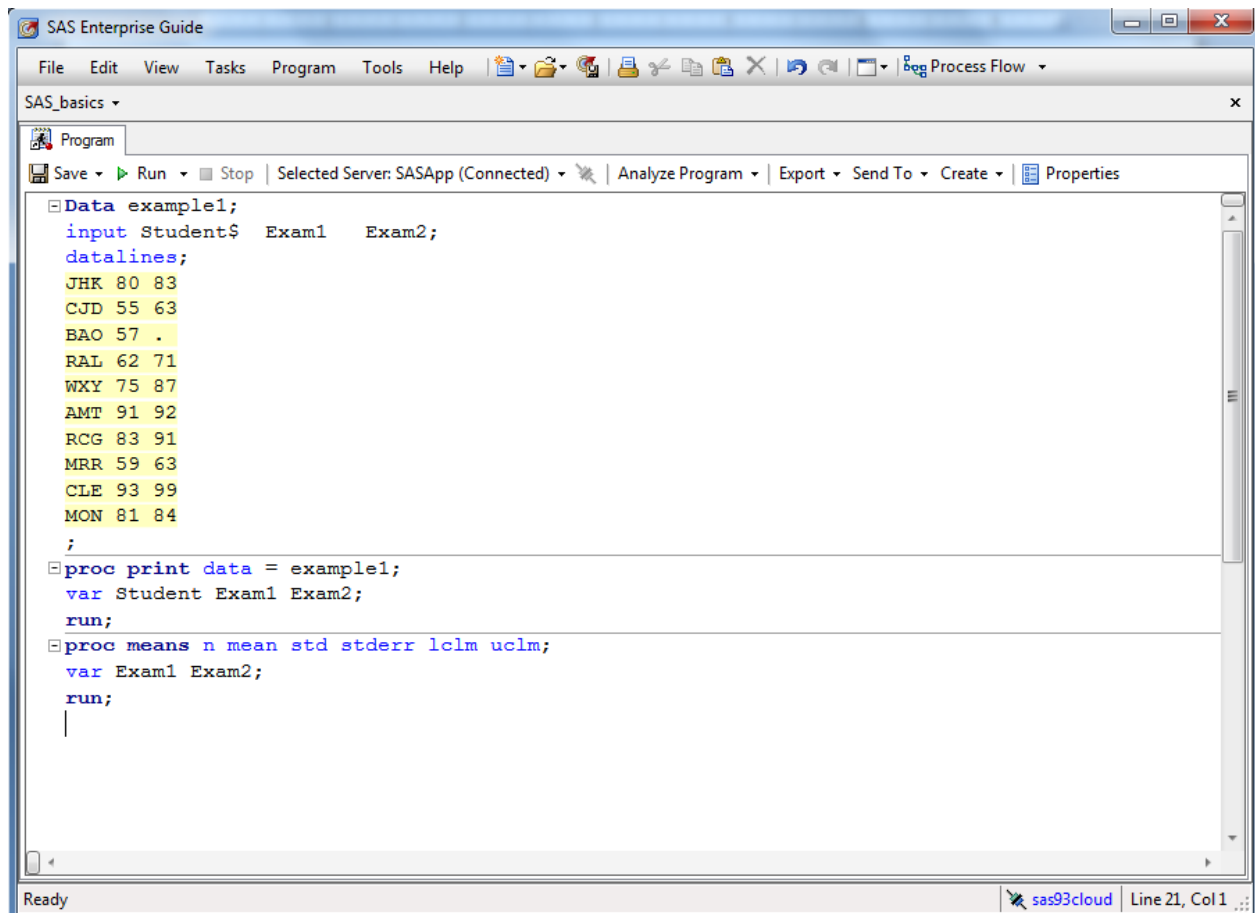 SAS Enterprise Guide
File Edit View Tasks Program Tools Help Process Flow
SAS_basics
Program
Save Run Stop Selected Server: SASApp (Connected) Analyze Program Export Send To Create Properties
Data example1;
input Student$ Exam1 Exam2;
datalines;
JHK 80 83
CJD 55 63
BAO 57 .
RAL 62 71
WXY 75 87
AMT 91 92
RCG 83 91
MRR 59 63
CLE 93 99
MON 81 84
;
proc print data = example1;
var Student Exam1 Exam2;
run;
proc means n mean std stderr lclm uclm;
var Exam1 Exam2;
run;
Ready sas93cloud Line 21, Col 1